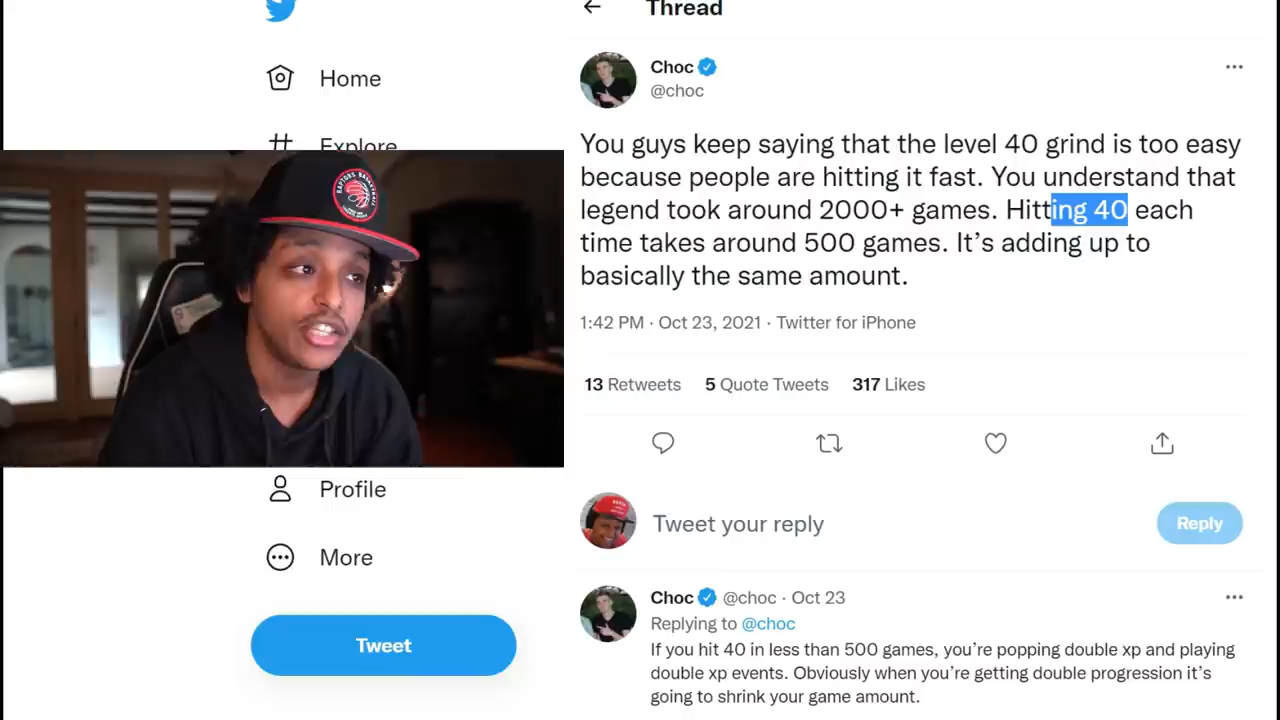 Thread
Home
Explore
Profile
More
Tweet
RAPTORS BASKETBALL
Choc
@choc
You guys keep saying that the level 40 grind is too easy
because people are hitting it fast. You understand that
legend took around 2000+ games. Hitting 40 each
time takes around 500 games. It’s adding up to
basically the same amount.
1:42 PM · Oct 23, 2021 · Twitter for iPhone
13 Retweets 5 Quote Tweets 317 Likes
Tweet your reply
Reply
Choc @choc · Oct 23
Replying to @choc
If you hit 40 in less than 500 games, you’re popping double xp and playing
double xp events. Obviously when you’re getting double progression it’s
going to shrink your game amount.